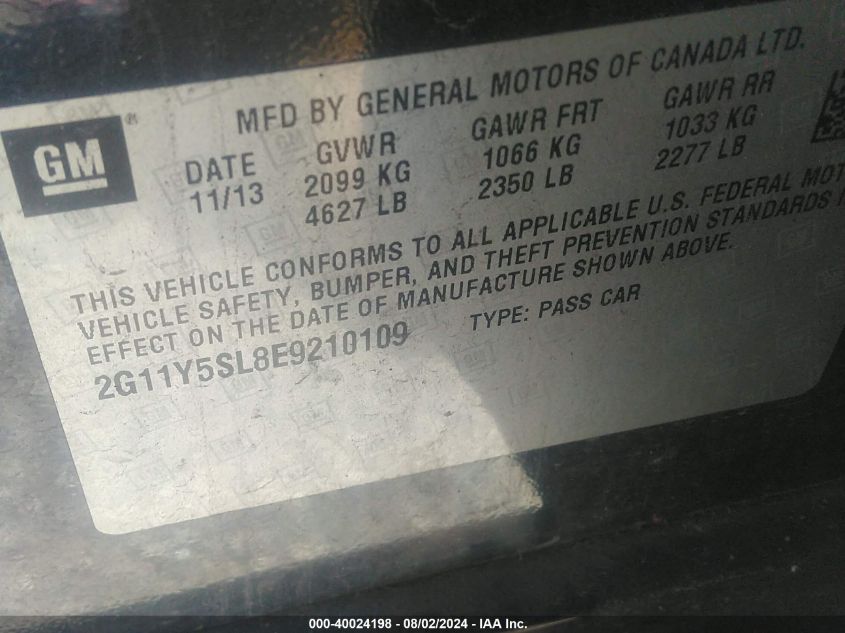 MFD BY GENERAL MOTORS OF CANADA LTD.
GM ®
DATE GVWR GAWR FRT GAWR RR
11/13 2099 KG 1066 KG 1033 KG
4627 LB 2350 LB 2277 LB
THIS VEHICLE CONFORMS TO ALL APPLICABLE U.S. FEDERAL MOT
VEHICLE SAFETY, BUMPER, AND THEFT PREVENTION STANDARDS I
EFFECT ON THE DATE OF MANUFACTURE SHOWN ABOVE.
2G11Y5SL8E9210109 TYPE: PASS CAR
000-40024198 - 08/02/2024 - IAA Inc.